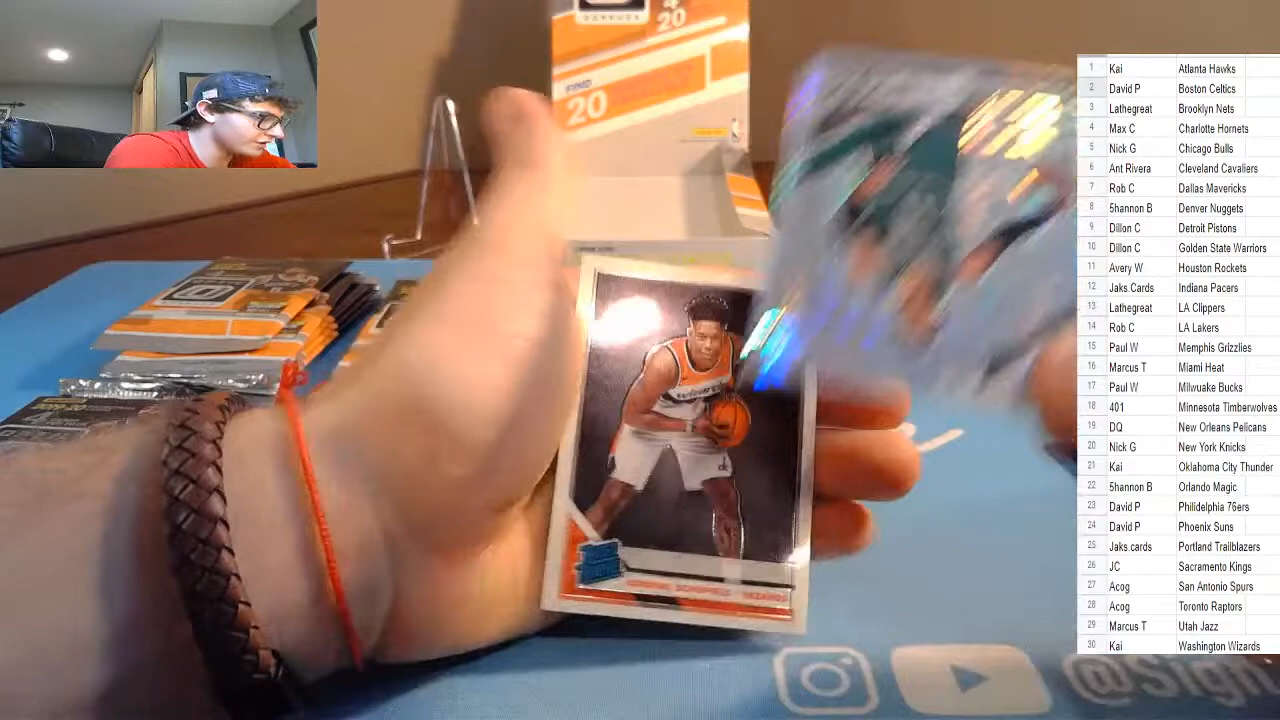 DONRUSS
20
FIND
20
1 Kai Atlanta Hawks
2 David P Boston Celtics
3 Lathegreat Brooklyn Nets
4 Max C Charlotte Hornets
5 Nick G Chicago Bulls
6 Ant Rivera Cleveland Cavaliers
7 Rob C Dallas Mavericks
8 5hannon B Denver Nuggets
9 Dillon C Detroit Pistons
10 Dillon C Golden State Warriors
11 Avery W Houston Rockets
12 Jaks Cards Indiana Pacers
13 Lathegreat LA Clippers
14 Rob C LA Lakers
15 Paul W Memphis Grizzlies
16 Marcus T Miami Heat
17 Paul W Milwuake Bucks
18 401 Minnesota Timberwolves
19 DQ New Orleans Pelicans
20 Nick G New York Knicks
21 Kai Oklahoma City Thunder
22 5hannon B Orlando Magic
23 David P Philidelphia 76ers
24 David P Phoenix Suns
25 Jaks cards Portland Trailblazers
26 JC Sacramento Kings
27 Acog San Antonio Spurs
28 Acog Toronto Raptors
29 Marcus T Utah Jazz
30 Kai Washington Wizards
WIZARDS